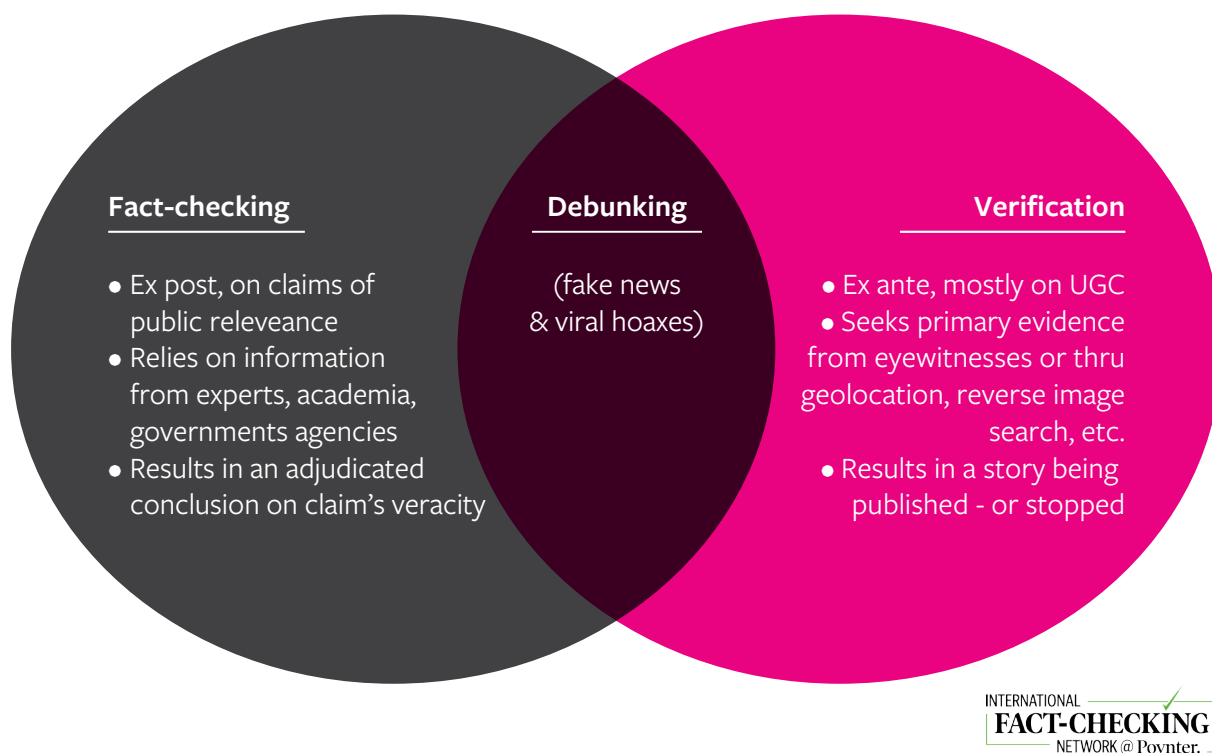 Fact-checking
● Ex post, on claims of
public releveance
● Relies on information
from experts, academia,
governments agencies
● Results in an adjudicated
conclusion on claim's veracity
Debunking
(fake news
& viral hoaxes)
Verification
● Ex ante, mostly on UGC
● Seeks primary evidence
from eyewitnesses or thru
geolocation, reverse image
search, etc.
● Results in a story being
published - or stopped
INTERNATIONAL
FACT-CHECKING
NETWORK @ Poynter.